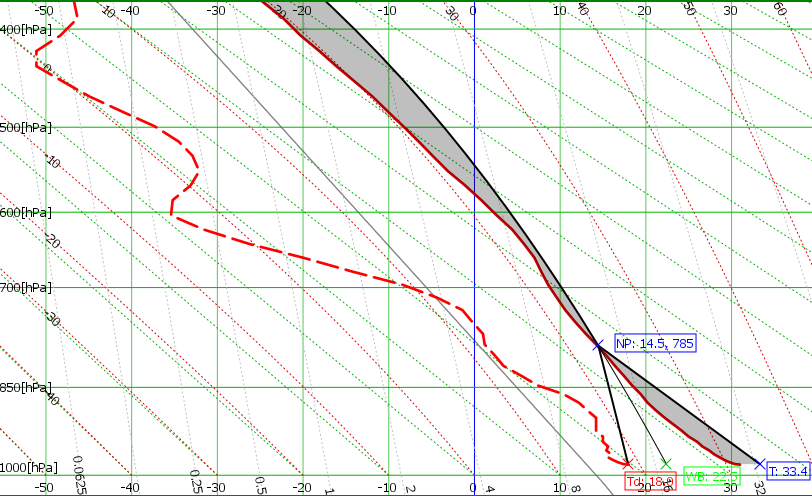 -50 -40 -30 -20 -10 0 10 20 30
-10 20 30 40 50 60
400[hPa]
0
500[hPa]
-10
600[hPa]
-20
700[hPa]
-30
NP: 14.5, 785
850[hPa]
-40
1000[hPa]
T: 33.4
WB: 22.5
-50 -40 -30 -20 -10 0 10 20 30
0.0625 0.25 0.5 1 2 4 8 16 32